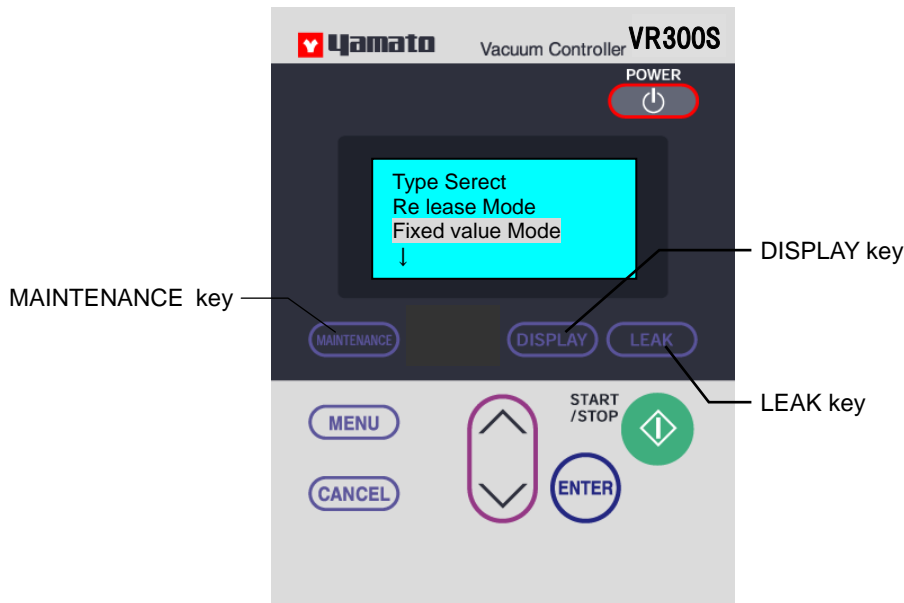 Yamato
Vacuum Controller VR300S
POWER
Type Serect
Re lease Mode
Fixed value Mode
↓
DISPLAY key
MAINTENANCE key
MAINTENANCE
DISPLAY
LEAK
LEAK key
START
/STOP
MENU
ENTER
CANCEL